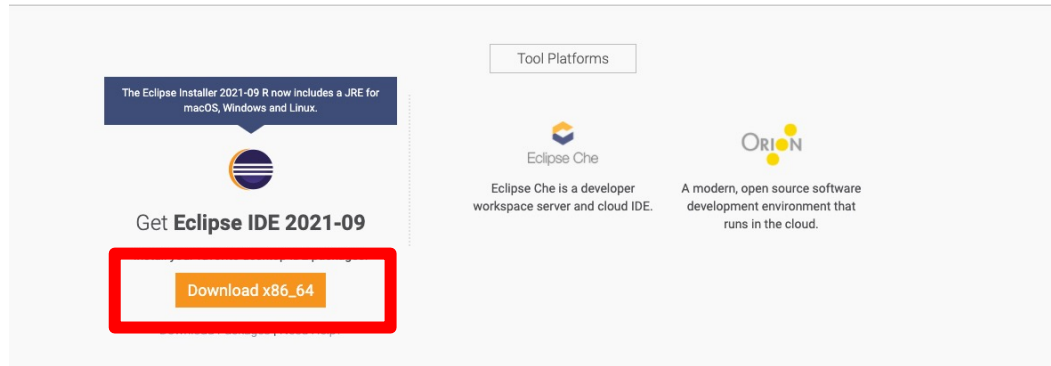 Tool Platforms
The Eclipse Installer 2021-09 R now includes a JRE for
macOS, Windows and Linux.
Get Eclipse IDE 2021-09
Download x86_64
Eclipse Che
Eclipse Che is a developer
workspace server and cloud IDE.
ORION
A modern, open source software
development environment that
runs in the cloud.